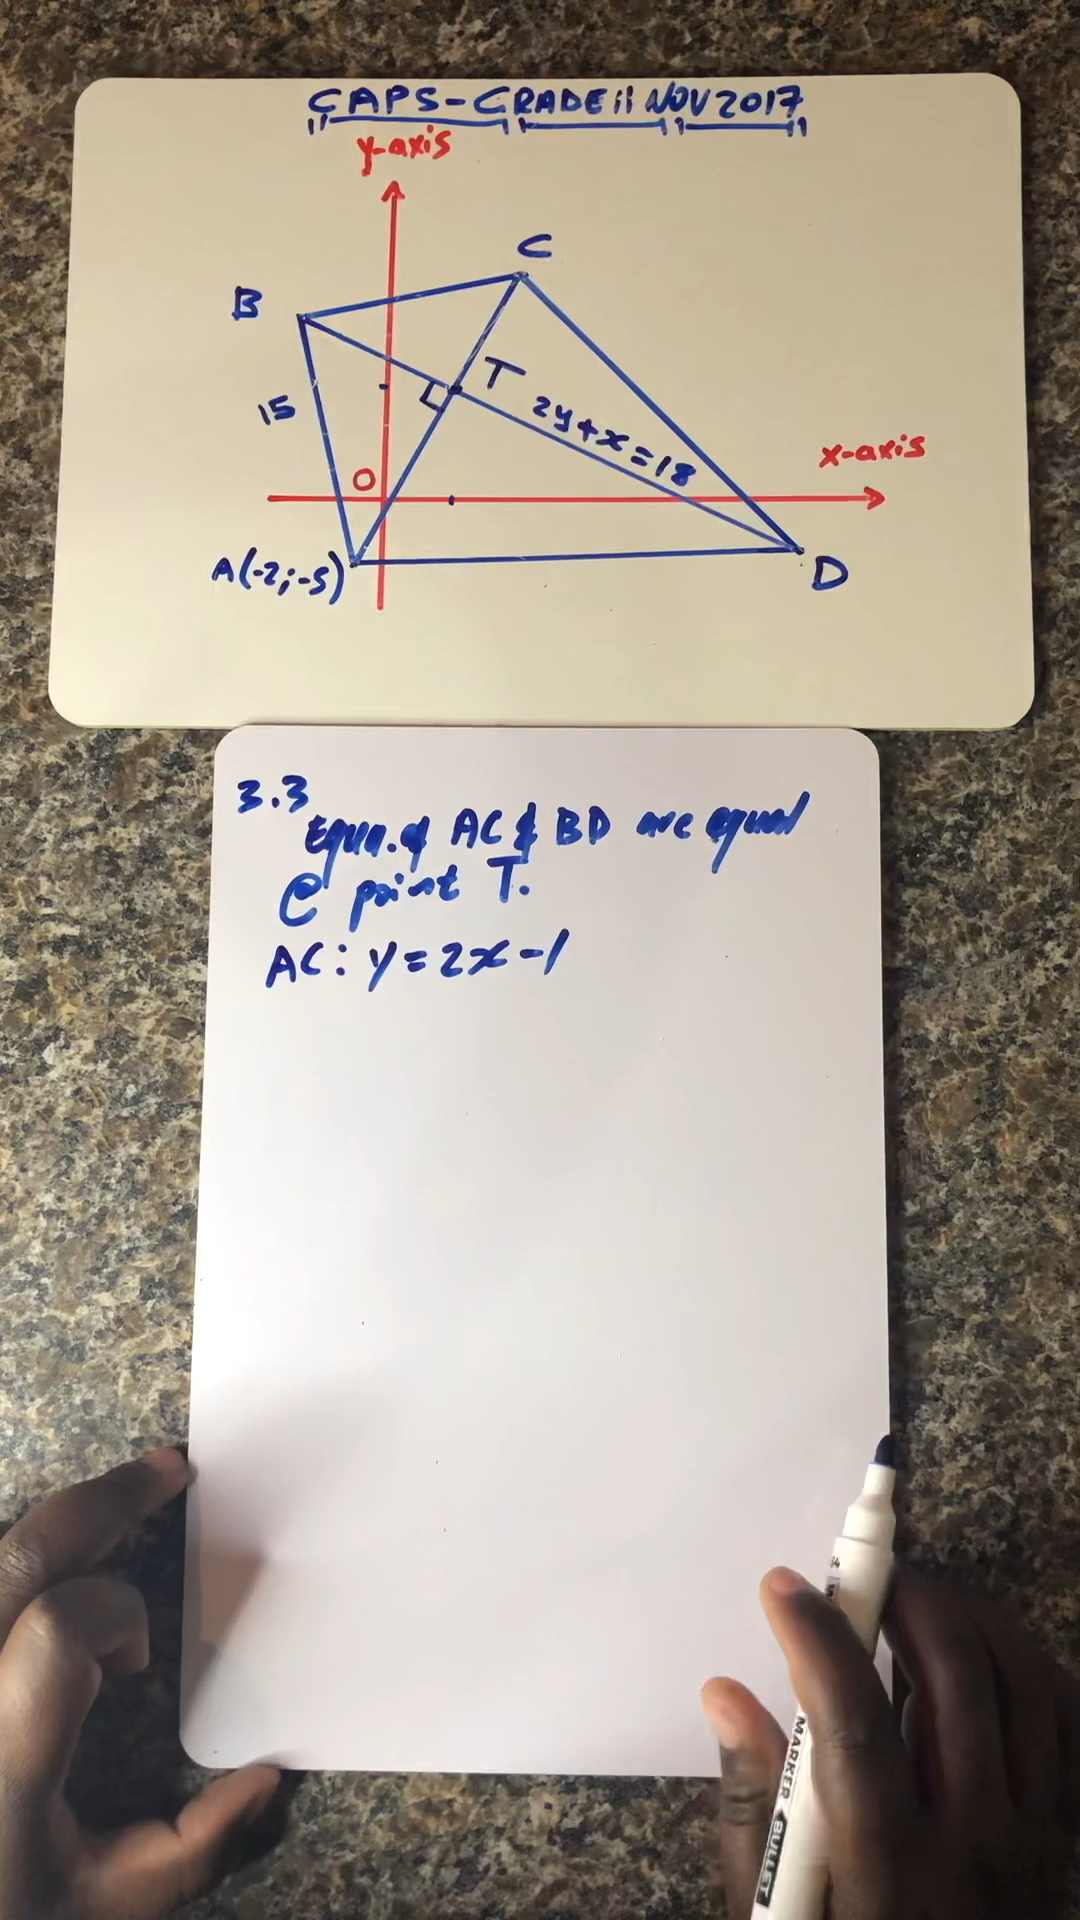 CAPS-GRADE 11 NOV 2017
y-axis
C
B
T
15
2y+x=18
x-axis
O
A(-2;-5)
D
3.3
Equa. of AC & BD are equal
@ point T.
AC: y = 2x - 1
MARKER BULLET